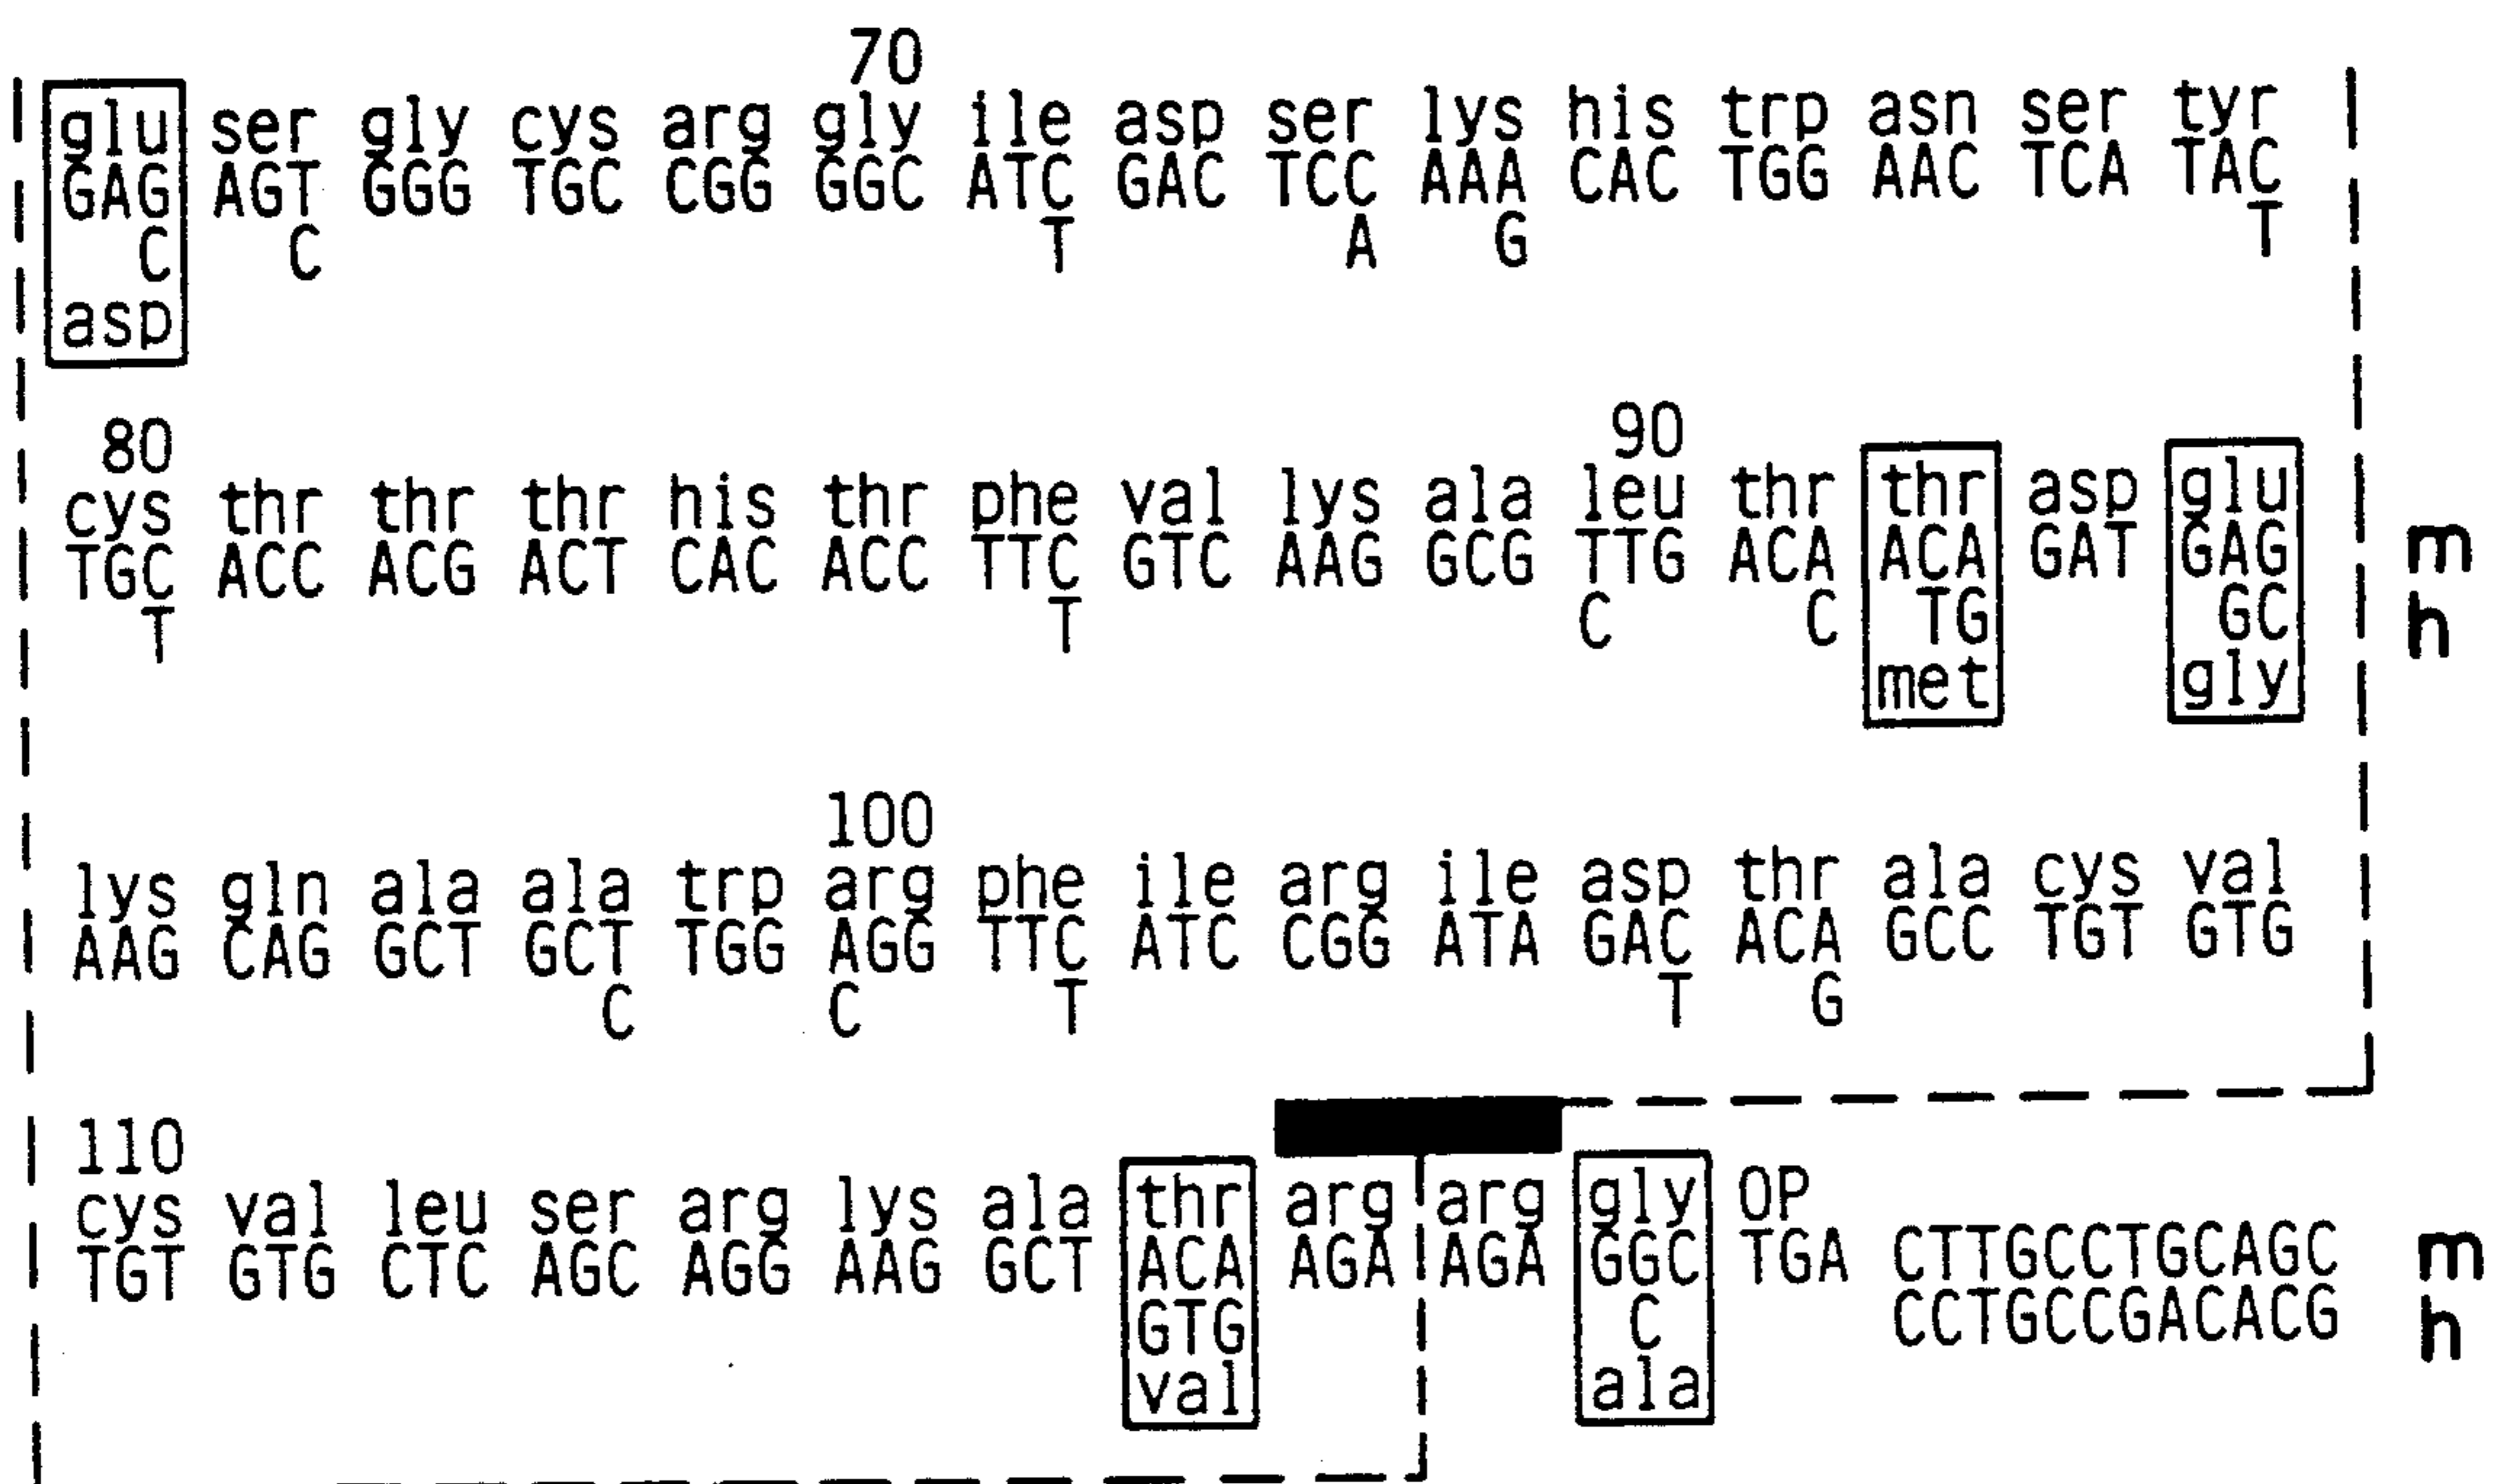 70
glu ser gly cys arg gly ile asp ser lys his trp asn ser tyr
GAG AGT GGG TGC CGG GGC ATC GAC TCC AAA CAC TGG AAC TCA TAC
C C T A G T
asp
80 90
cys thr thr thr his thr phe val lys ala leu thr thr asp glu
TGC ACC ACG ACT CAC ACC TTC GTC AAG GCG TTG ACA ACA GAT GAG m
T T C C TG GC h
met gly
100
lys gln ala ala trp arg phe ile arg ile asp thr ala cys val
AAG CAG GCT GCT TGG AGG TTC ATC CGG ATA GAC ACA GCC TGT GTG
C C T T G
110
cys val leu ser arg lys ala thr arg arg gly OP
TGT GTG CTC AGC AGG AAG GCT ACA AGA AGA GGC TGA CTTGCCTGCAGC m
GTG C CCTGCCGACACG h
val ala